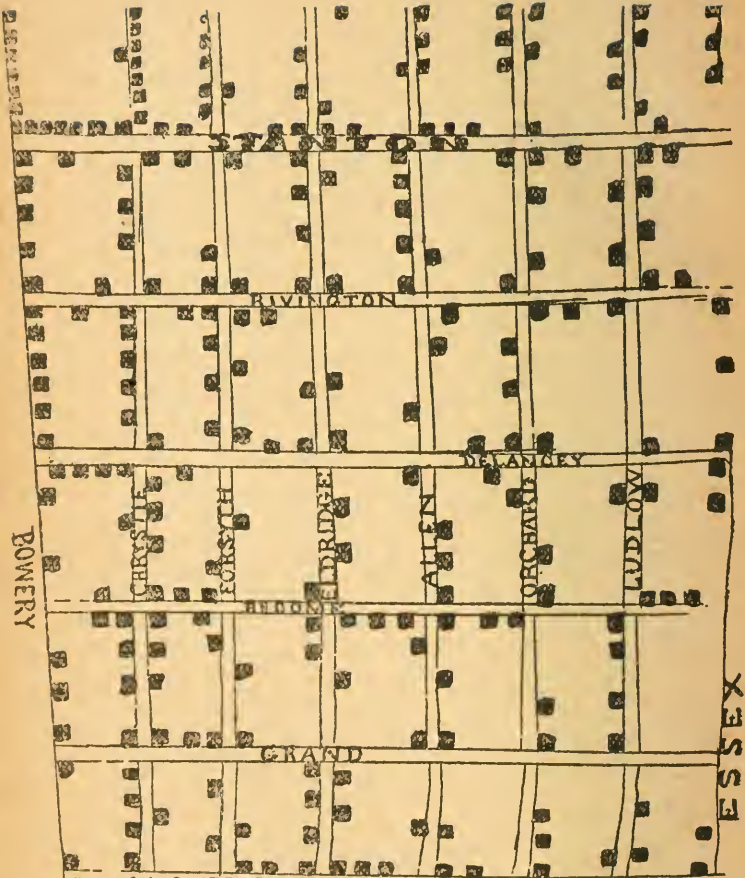 STANTON
RIVINGTON
DELANCEY
CHRYSTIE
FORSYTH
ELDRIDGE
ALLEN
ORCHARD
LUDLOW
BOWERY
BROOME
GRAND
ESSEX